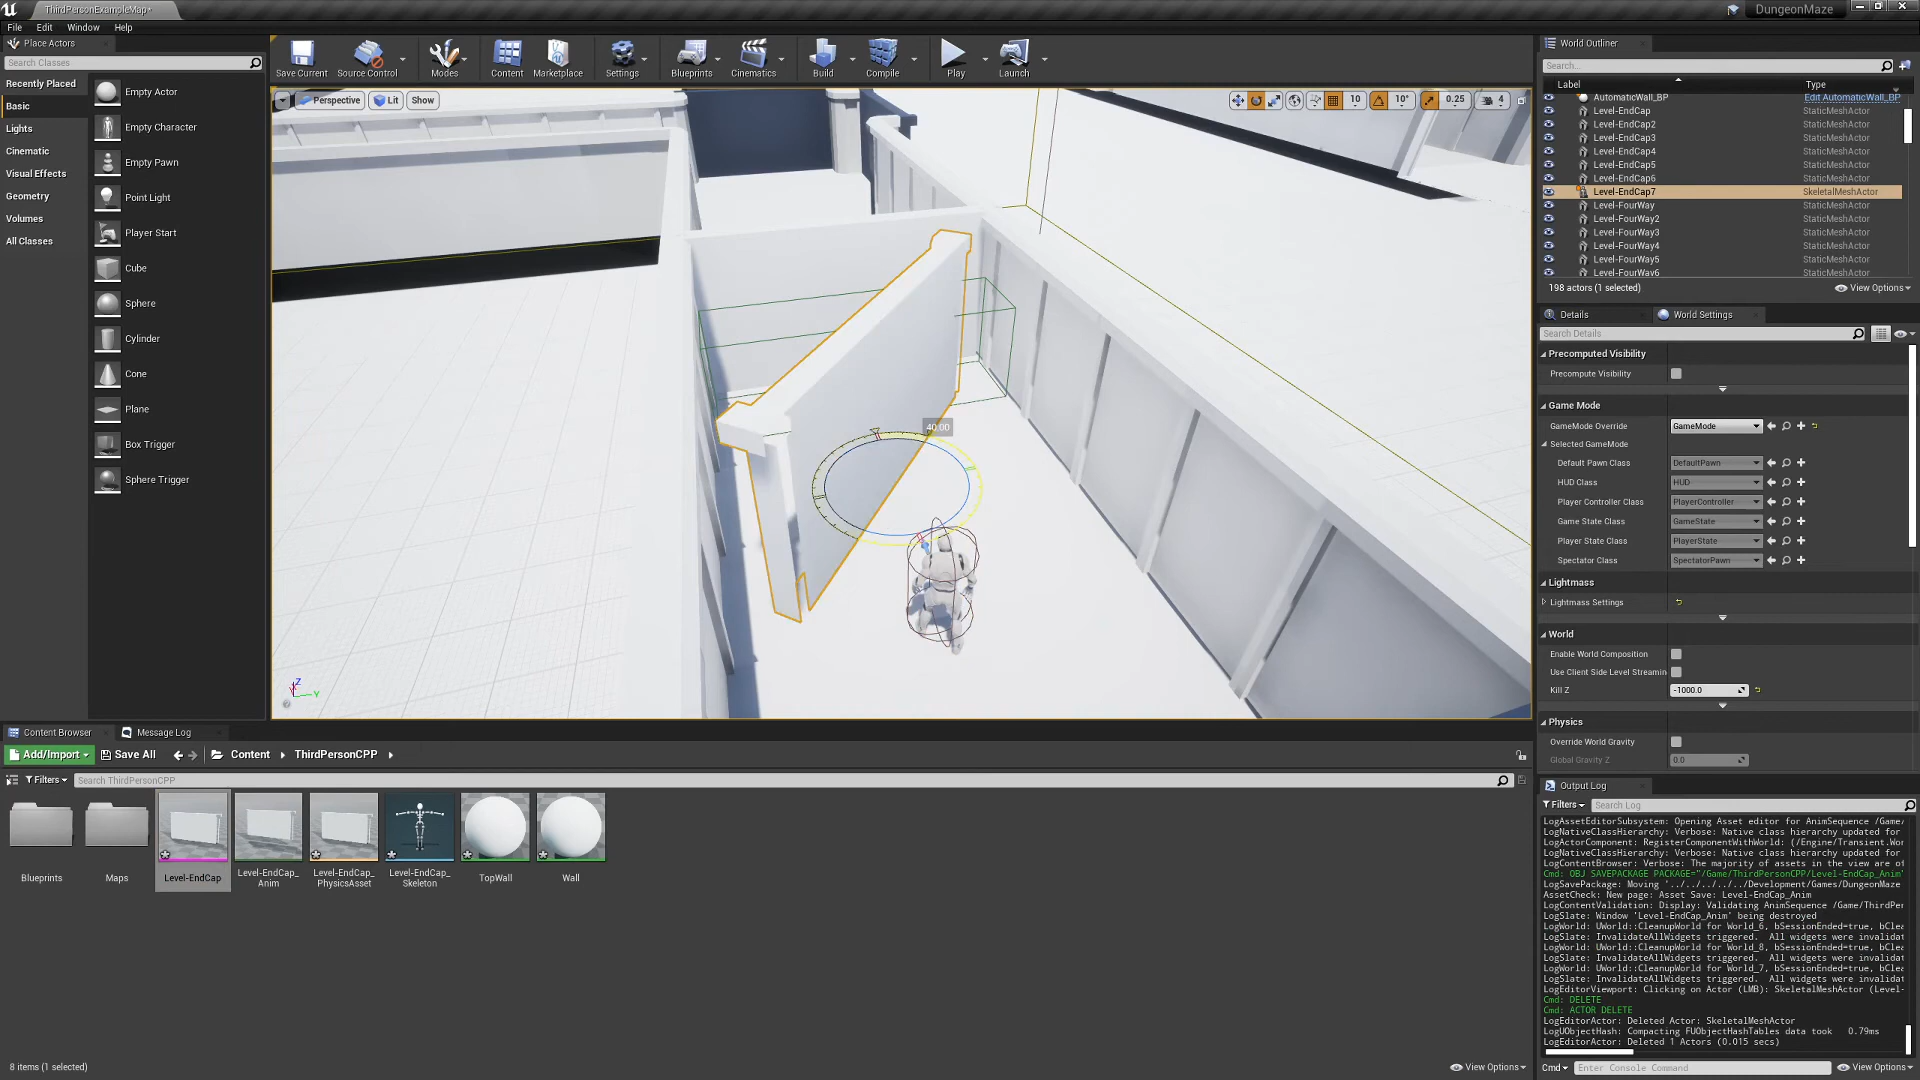 ThirdPersonExampleMap*
DungeonMaze
File Edit Window Help
Place Actors
Search Classes
Recently Placed
Basic
Lights
Cinematic
Visual Effects
Geometry
Volumes
All Classes
Empty Actor
Empty Character
Empty Pawn
Point Light
Player Start
Cube
Sphere
Cylinder
Cone
Plane
Box Trigger
Sphere Trigger
Save Current
Source Control
Modes
Content
Marketplace
Settings
Blueprints
Cinematics
Build
Compile
Play
Launch
Perspective
Lit
Show
10
10°
0.25
4
40.00
Z
Y
World Outliner
Search...
Label Type
AutomaticWall_BP Edit AutomaticWall_BP
Level-EndCap StaticMeshActor
Level-EndCap2 StaticMeshActor
Level-EndCap3 StaticMeshActor
Level-EndCap4 StaticMeshActor
Level-EndCap5 StaticMeshActor
Level-EndCap6 StaticMeshActor
Level-EndCap7 SkeletalMeshActor
Level-FourWay StaticMeshActor
Level-FourWay2 StaticMeshActor
Level-FourWay3 StaticMeshActor
Level-FourWay4 StaticMeshActor
Level-FourWay5 StaticMeshActor
Level-FourWay6 StaticMeshActor
198 actors (1 selected)
View Options
Details
World Settings
Search Details
Precomputed Visibility
Precompute Visibility
Game Mode
GameMode Override GameMode
Selected GameMode
Default Pawn Class DefaultPawn
HUD Class HUD
Player Controller Class PlayerController
Game State Class GameState
Player State Class PlayerState
Spectator Class SpectatorPawn
Lightmass
Lightmass Settings
World
Enable World Composition
Use Client Side Level Streamin
Kill Z -1000.0
Physics
Override World Gravity
Global Gravity Z 0.0
Content Browser
Message Log
Add/Import
Save All
Content
ThirdPersonCPP
Filters
Search ThirdPersonCPP
Blueprints
Maps
Level-EndCap
Level-EndCap_
Anim
Level-EndCap_
PhysicsAsset
Level-EndCap_
Skeleton
TopWall
Wall
8 items (1 selected)
View Options
Output Log
Filters
Search Log
LogAssetEditorSubsystem: Opening Asset editor for AnimSequence /Game/
LogNativeClassHierarchy: Verbose: Native class hierarchy updated for
LogActorComponent: RegisterComponentWithWorld: (/Engine/Transient.Wor
LogNativeClassHierarchy: Verbose: Native class hierarchy updated for
LogContentBrowser: Verbose: The majority of assets in the view are of
Cmd: OBJ SAVEPACKAGE PACKAGE="/Game/ThirdPersonCPP/Level-EndCap_Anim"
LogSavePackage: Moving '../../../../../Development/Games/DungeonMaze
AssetCheck: New page: Asset Save: Level-EndCap_Anim
LogContentValidation: Display: Validating AnimSequence /Game/ThirdPer
LogSlate: Window 'Level-EndCap_Anim' being destroyed
LogWorld: UWorld::CleanupWorld for World_6, bSessionEnded=true, bClea
LogSlate: InvalidateAllWidgets triggered. All widgets were invalidat
LogWorld: UWorld::CleanupWorld for World_8, bSessionEnded=true, bClea
LogSlate: InvalidateAllWidgets triggered. All widgets were invalidat
LogWorld: UWorld::CleanupWorld for World_7, bSessionEnded=true, bClea
LogSlate: InvalidateAllWidgets triggered. All widgets were invalidat
LogEditorViewport: Clicking on Actor (LMB): SkeletalMeshActor (Level-
Cmd: DELETE
Cmd: ACTOR DELETE
LogEditorActor: Deleted Actor: SkeletalMeshActor
LogUObjectHash: Compacting FUObjectHashTables data took 0.79ms
LogEditorActor: Deleted 1 Actors (0.015 secs)
Cmd
Enter Console Command
View Options